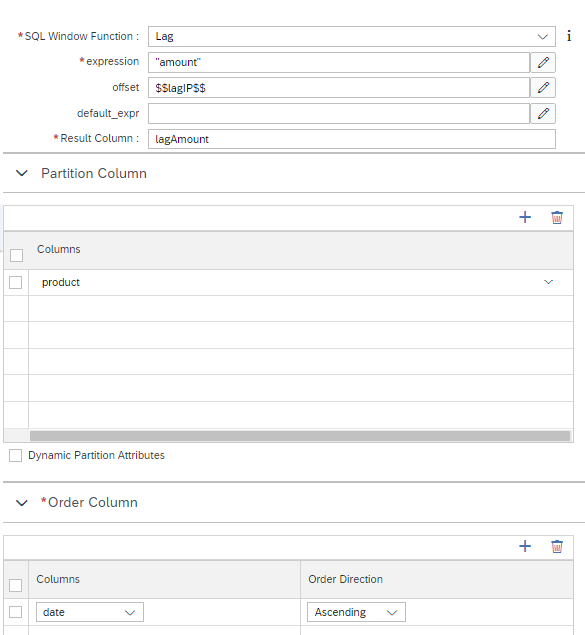 *SQL Window Function : Lag
*expression "amount"
offset $$lagIP$$
default_expr
*Result Column : lagAmount
Partition Column
Columns
product
Dynamic Partition Attributes
*Order Column
Columns Order Direction
date Ascending